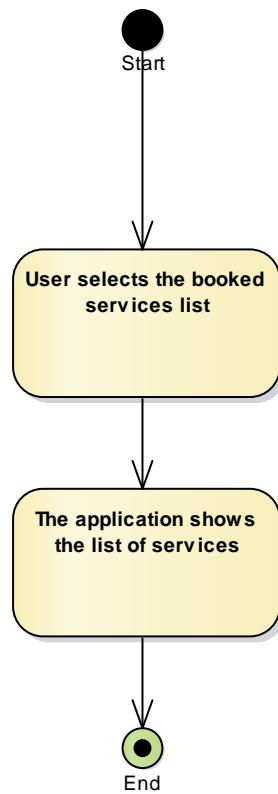 Start
User selects the booked
services list
The application shows
the list of services
End